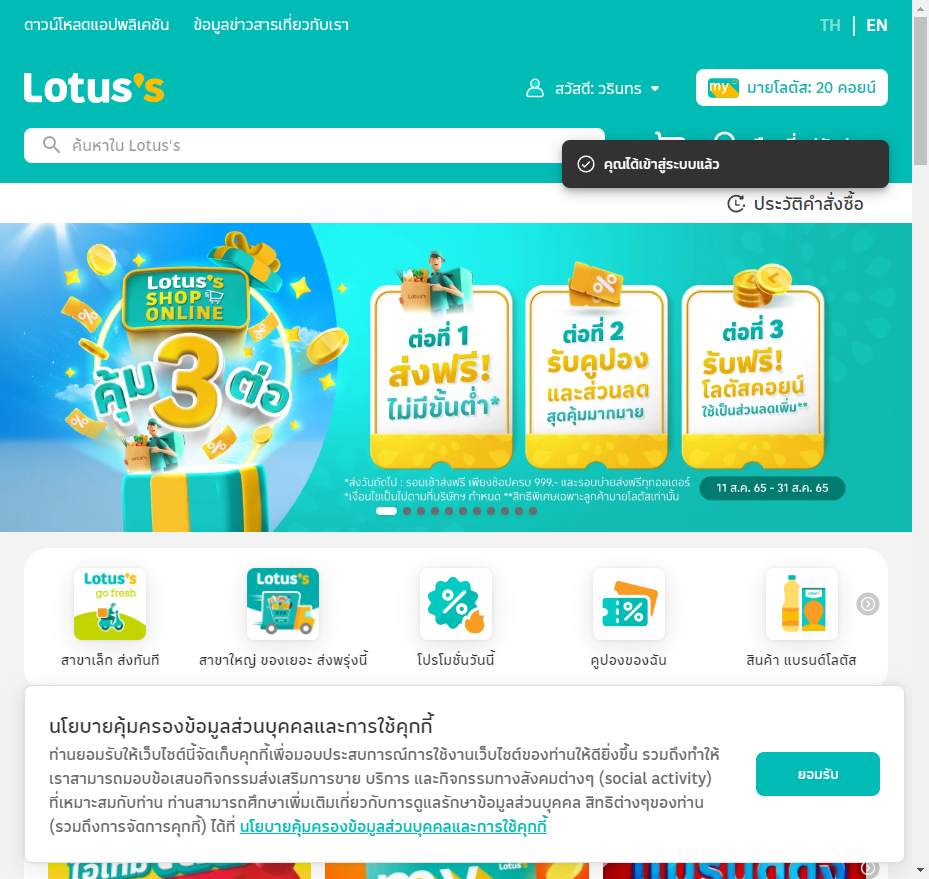 ดาวน์โหลดแอปพลิเคชัน ข้อมูลข่าวสารเกี่ยวกับเรา TH EN
Lotus's
สวัสดี: วรินทร
my มายโลตัส: 20 คอยน์
ค้นหาใน Lotus's
คุณได้เข้าสู่ระบบแล้ว
ประวัติคำสั่งซื้อ
Lotus's
SHOP
ONLINE
คุ้ม 3 ต่อ
ต่อที่ 1
ส่งฟรี!
ไม่มีขั้นต่ำ*
ต่อที่ 2
รับคูปอง
และส่วนลด
สุดคุ้มมากมาย
ต่อที่ 3
รับฟรี!
โลตัสคอยน์
ใช้เป็นส่วนลดเพิ่ม**
*ส่งวันถัดไป : รอบเช้าส่งฟรี เพียงช้อปครบ 999.- และรอบบ่ายส่งฟรีทุกออเดอร์
*เงื่อนไขเป็นไปตามที่บริษัทฯ กำหนด **สิทธิพิเศษเฉพาะลูกค้ามายโลตัสเท่านั้น
11 ส.ค. 65 - 31 ส.ค. 65
Lotus's
go fresh
Lotus's
สาขาเล็ก ส่งทันที
สาขาใหญ่ ของเยอะ ส่งพรุ่งนี้
โปรโมชั่นวันนี้
คูปองของฉัน
สินค้า แบรนด์โลตัส
นโยบายคุ้มครองข้อมูลส่วนบุคคลและการใช้คุกกี้
ท่านยอมรับให้เว็บไซต์นี้จัดเก็บคุกกี้เพื่อมอบประสบการณ์การใช้งานเว็บไซต์ของท่านให้ดียิ่งขึ้น รวมถึงทำให้
เราสามารถมอบข้อเสนอกิจกรรมส่งเสริมการขาย บริการ และกิจกรรมทางสังคมต่างๆ (social activity)
ที่เหมาะสมกับท่าน ท่านสามารถศึกษาเพิ่มเติมเกี่ยวกับการดูแลรักษาข้อมูลส่วนบุคคล สิทธิต่างๆของท่าน
(รวมถึงการจัดการคุกกี้) ได้ที่ นโยบายคุ้มครองข้อมูลส่วนบุคคลและการใช้คุกกี้
ยอมรับ